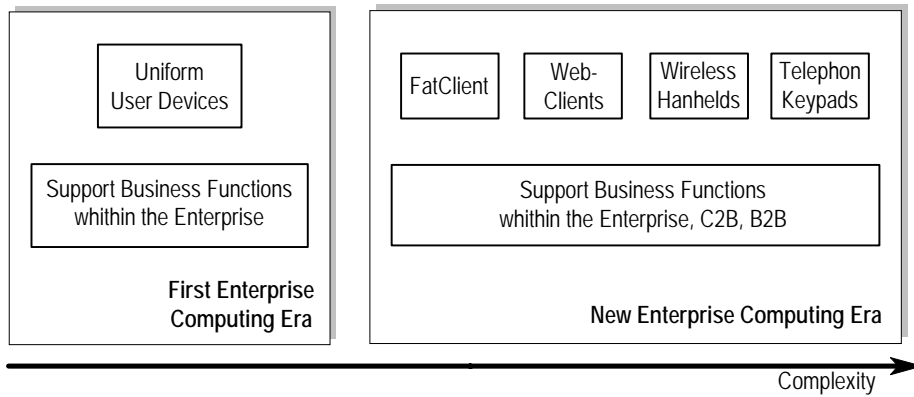 Uniform
User Devices
Support Business Functions
whithin the Enterprise
First Enterprise
Computing Era
FatClient
Web-
Clients
Wireless
Hanhelds
Telephon
Keypads
Support Business Functions
whithin the Enterprise, C2B, B2B
New Enterprise Computing Era
Complexity